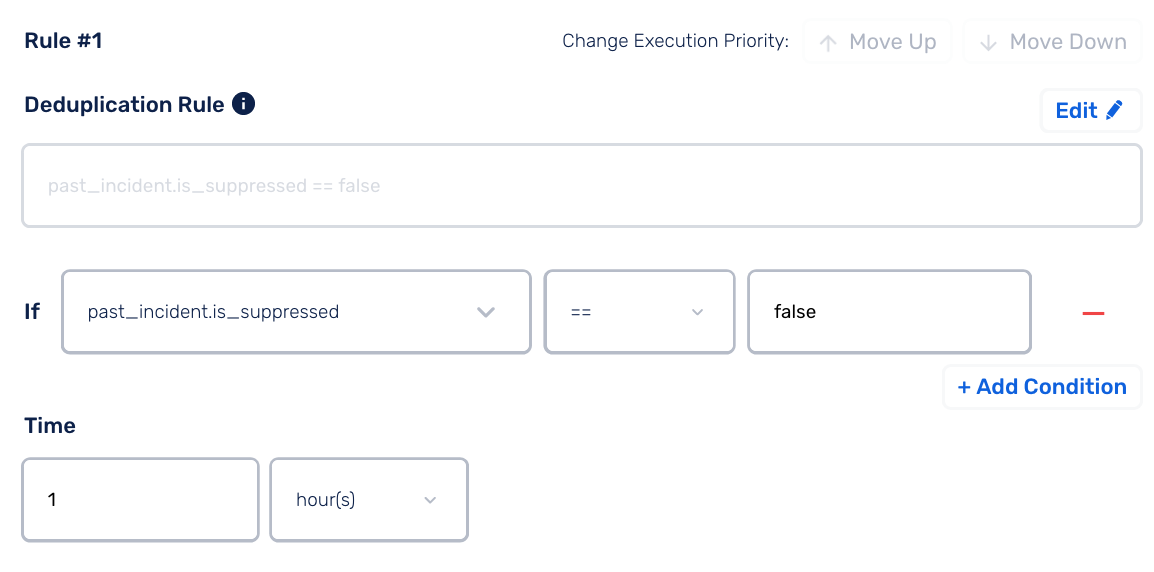 Rule #1
Change Execution Priority: ↑ Move Up ↓ Move Down
Deduplication Rule
Edit
past_incident.is_suppressed == false
If past_incident.is_suppressed == false
+ Add Condition
Time
1 hour(s)